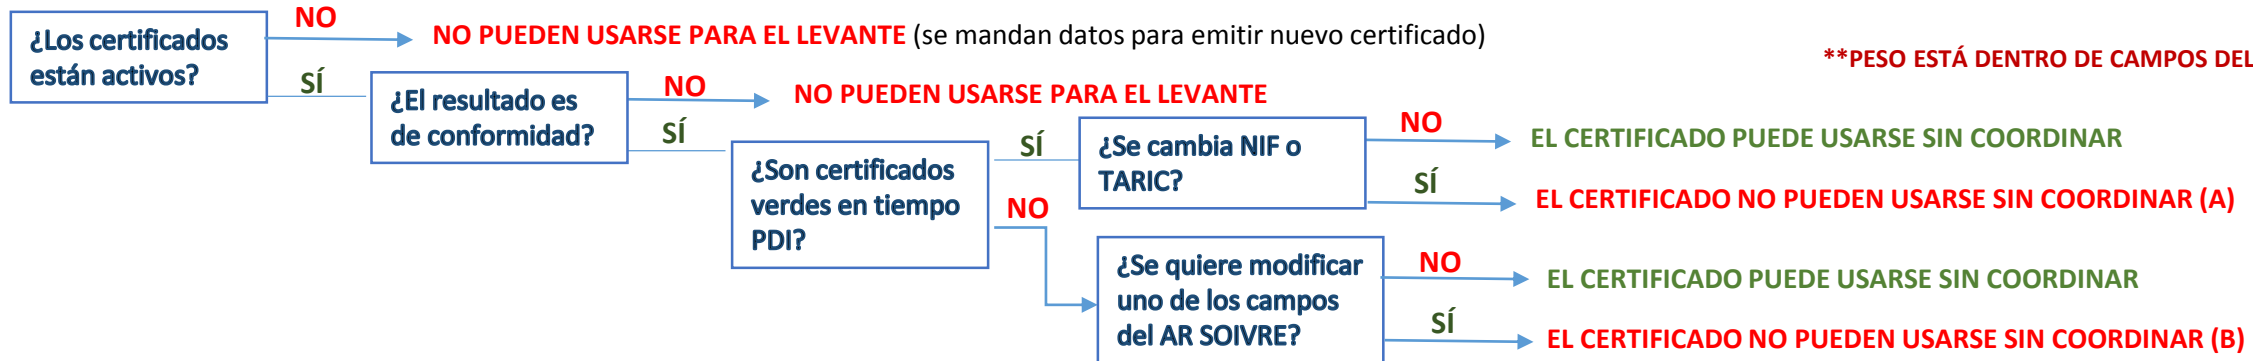 NO
¿Los certificados
están activos?
NO PUEDEN USARSE PARA EL LEVANTE (se mandan datos para emitir nuevo certificado)
**PESO ESTÁ DENTRO DE CAMPOS DEL
SÍ
¿El resultado es
de conformidad?
NO
NO PUEDEN USARSE PARA EL LEVANTE
SÍ
¿Son certificados
verdes en tiempo
PDI?
SÍ
¿Se cambia NIF o
TARIC?
NO
EL CERTIFICADO PUEDE USARSE SIN COORDINAR
SÍ
EL CERTIFICADO NO PUEDEN USARSE SIN COORDINAR (A)
NO
¿Se quiere modificar
uno de los campos
del AR SOIVRE?
NO
EL CERTIFICADO PUEDE USARSE SIN COORDINAR
SÍ
EL CERTIFICADO NO PUEDEN USARSE SIN COORDINAR (B)